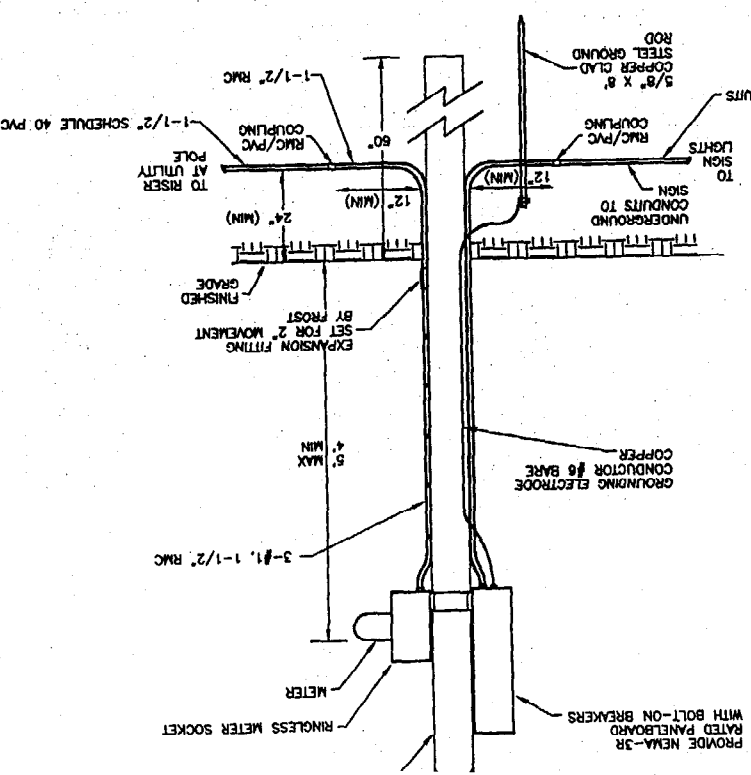 PROVIDE NEMA-3R
RATED PANELBOARD
WITH BOLT-ON BREAKERS
RINGLESS METER SOCKET
METER
3-#1, 1-1/2" RMC
GROUNDING ELECTRODE
CONDUCTOR #6 BARE
COPPER
5' MAX
4' MIN
EXPANSION FITTING
SET FOR 2" MOVEMENT
BY FROST
FINISHED
GRADE
UNDERGROUND
CONDUITS TO
SIGN
24" (MIN)
12" (MIN)
12" (MIN)
TO
SIGN
LIGHTS
TO RISER
AT UTILITY
POLE
60"
RMC/PVC
COUPLING
RMC/PVC
COUPLING
1-1/2" SCHEDULE 40 PVC
UITS
1-1/2" RMC
5/8" X 8'
COPPER CLAD
STEEL GROUND
ROD